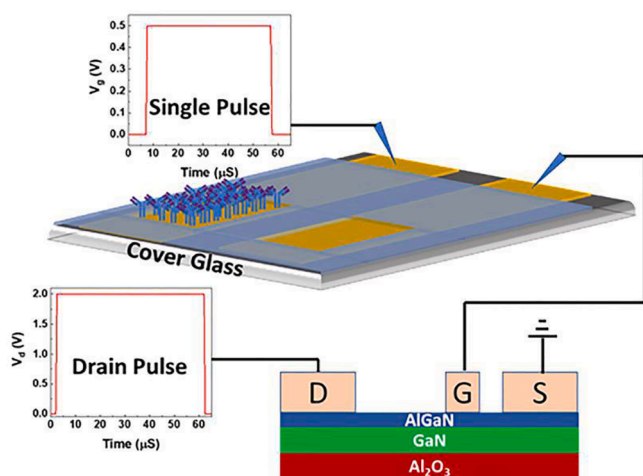 0.5
0.4
0.3
0.2
0.1
0.0
V_g (V)
Single Pulse
0 10 20 30 40 50 60
Time (μS)
Cover Glass
2.0
1.5
1.0
0.5
0.0
V_d (V)
Drain Pulse
0 10 20 30 40 50 60
Time (μS)
D G S
AlGaN
GaN
Al₂O₃